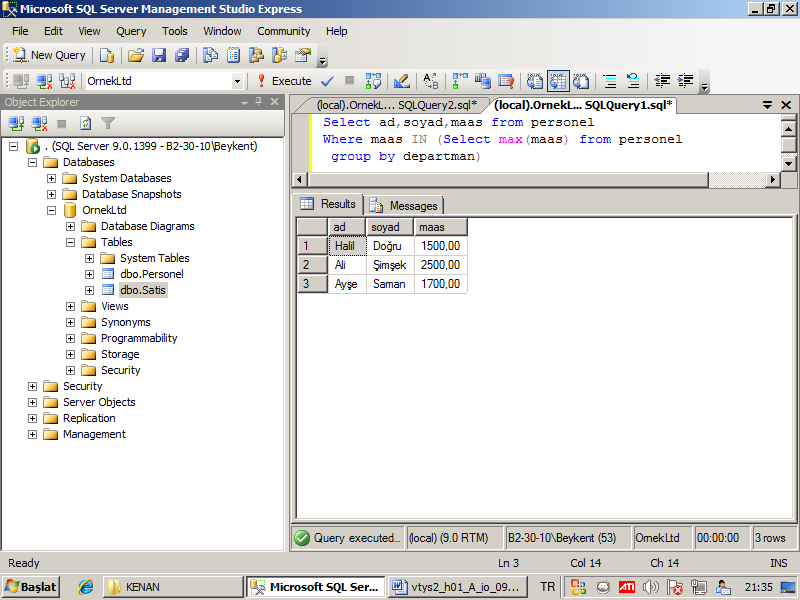 Microsoft SQL Server Management Studio Express
File Edit View Query Tools Window Community Help
New Query
OrnekLtd Execute
Object Explorer
. (SQL Server 9.0.1399 - B2-30-10\Beykent)
Databases
System Databases
Database Snapshots
OrnekLtd
Database Diagrams
Tables
System Tables
dbo.Personel
dbo.Satis
Views
Synonyms
Programmability
Storage
Security
Security
Server Objects
Replication
Management
(local).OrnekL... SQLQuery2.sql* (local).OrnekL... SQLQuery1.sql*
Select ad,soyad,maas from personel
Where maas IN (Select max(maas) from personel
group by departman)
Results Messages
ad soyad maas
1 Halil Doğru 1500,00
2 Ali Şimşek 2500,00
3 Ayşe Saman 1700,00
Query executed... (local) (9.0 RTM) B2-30-10\Beykent (53) OrnekLtd 00:00:00 3 rows
Ready Ln 3 Col 14 Ch 14 INS
Başlat KENAN Microsoft SQL Ser... vtys2_h01_A_io_09... TR ATI 21:35